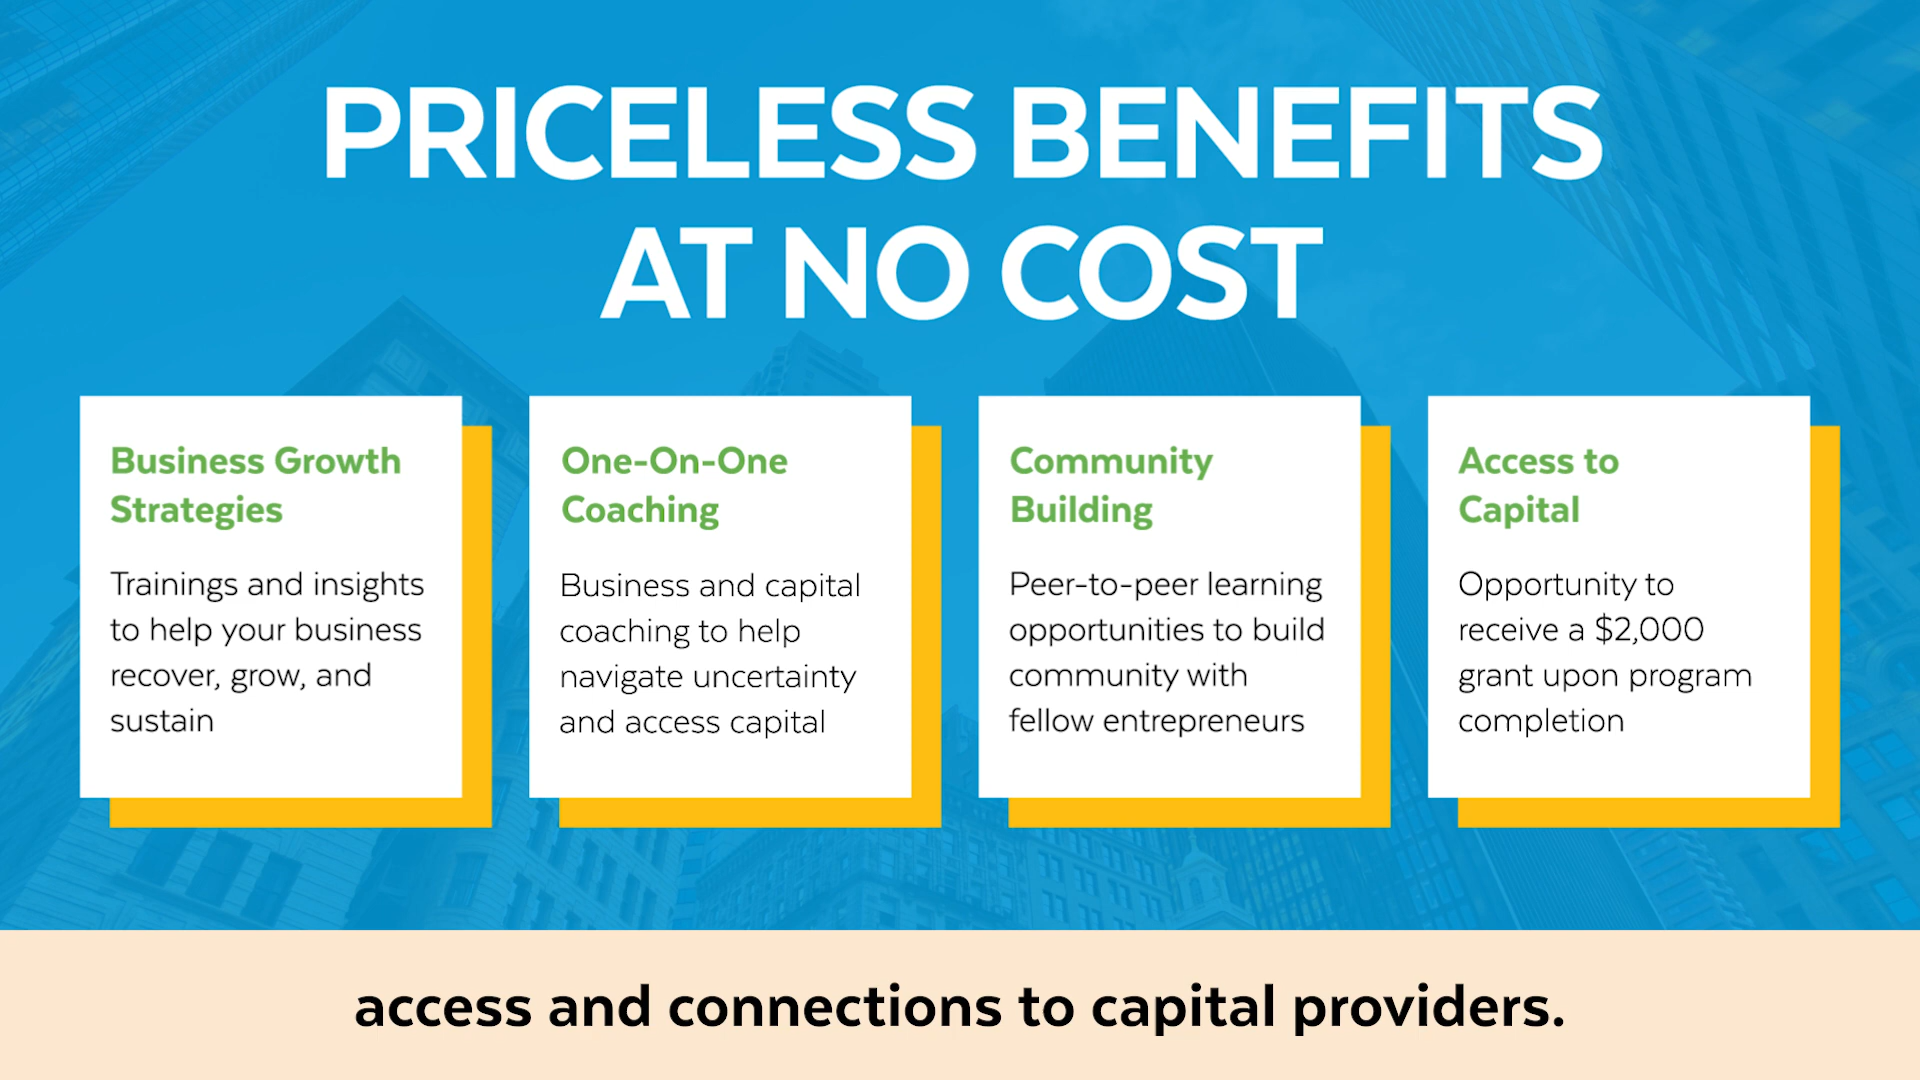 PRICELESS BENEFITS
AT NO COST
Business Growth
Strategies
Trainings and insights
to help your business
recover, grow, and
sustain
One-On-One
Coaching
Business and capital
coaching to help
navigate uncertainty
and access capital
Community
Building
Peer-to-peer learning
opportunities to build
community with
fellow entrepreneurs
Access to
Capital
Opportunity to
receive a $2,000
grant upon program
completion
access and connections to capital providers.